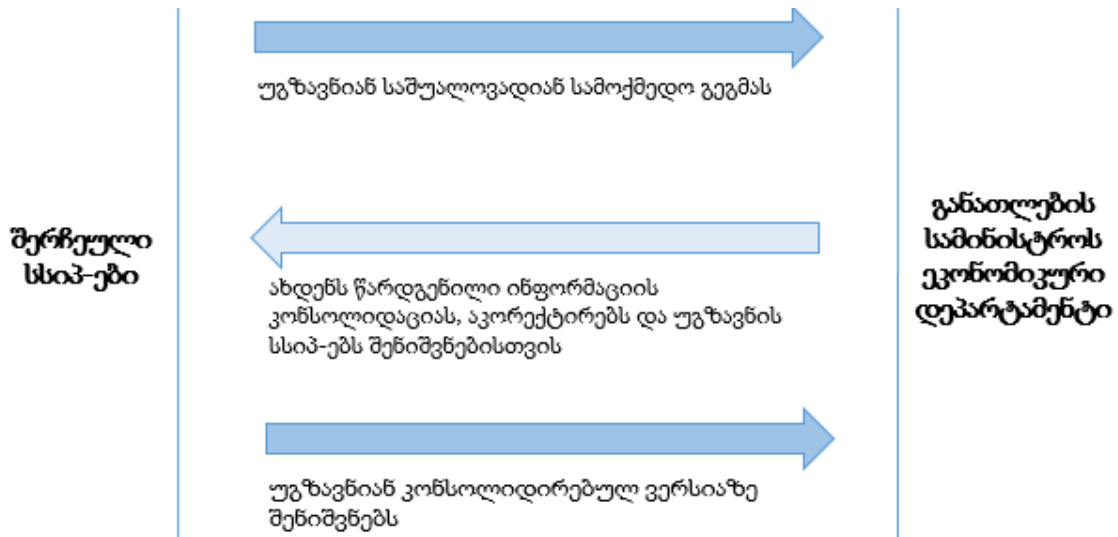 უგზავნიან საშუალოვადიან სამოქმედო გეგმას
შერჩეული
სსიპ-ები
განათლების
სამინისტროს
ეკონომიკური
დეპარტამენტი
ახდენს წარდგენილი ინფორმაციის
კონსოლიდაციას, აკორექტირებს და უგზავნის
სსიპ-ებს შენიშვნებისთვის
უგზავნიან კონსოლიდირებულ ვერსიაზე
შენიშვნებს